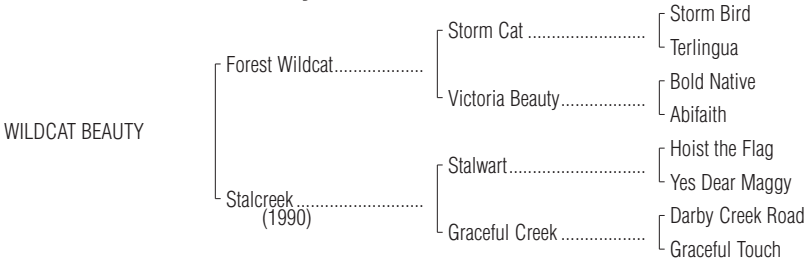 Storm Bird
Storm Cat ........................
Terlingua
Forest Wildcat...................
Bold Native
Victoria Beauty..................
Abifaith
WILDCAT BEAUTY
Hoist the Flag
Stalwart.............................
Yes Dear Maggy
Stalcreek ...........................
(1990)
Darby Creek Road
Graceful Creek ..................
Graceful Touch